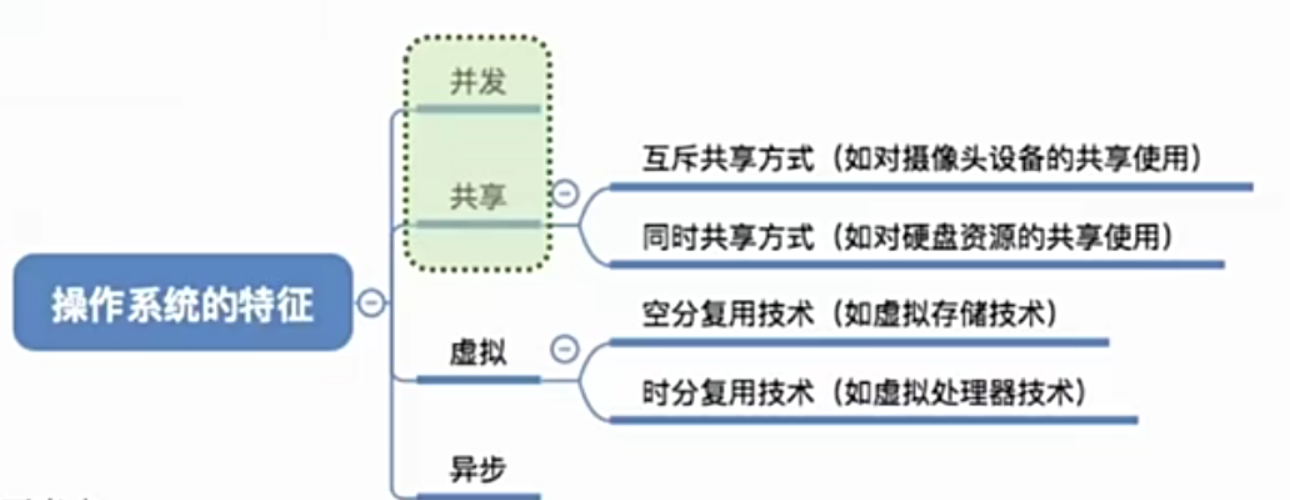 并发
互斥共享方式（如对摄像头设备的共享使用）
共享
同时共享方式（如对硬盘资源的共享使用）
操作系统的特征
空分复用技术（如虚拟存储技术）
虚拟
时分复用技术（如虚拟处理器技术）
异步